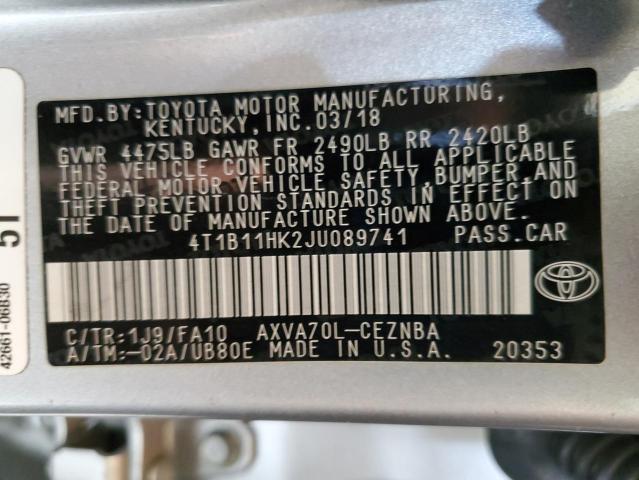 MFD.BY:TOYOTA MOTOR MANUFACTURING,
KENTUCKY,INC.03/18
GVWR 4475LB GAWR FR 2490LB RR 2420LB
THIS VEHICLE CONFORMS TO ALL APPLICABLE
FEDERAL MOTOR VEHICLE SAFETY, BUMPER,AND
THEFT PREVENTION STANDARDS IN EFFECT ON
THE DATE OF MANUFACTURE SHOWN ABOVE.
4T1B11HK2JU089741 PASS.CAR
C/TR:1J9/FA10 AXVA70L-CEZNBA
A/TM:-02A/UB80E MADE IN U.S.A. 20353
42661-06B30